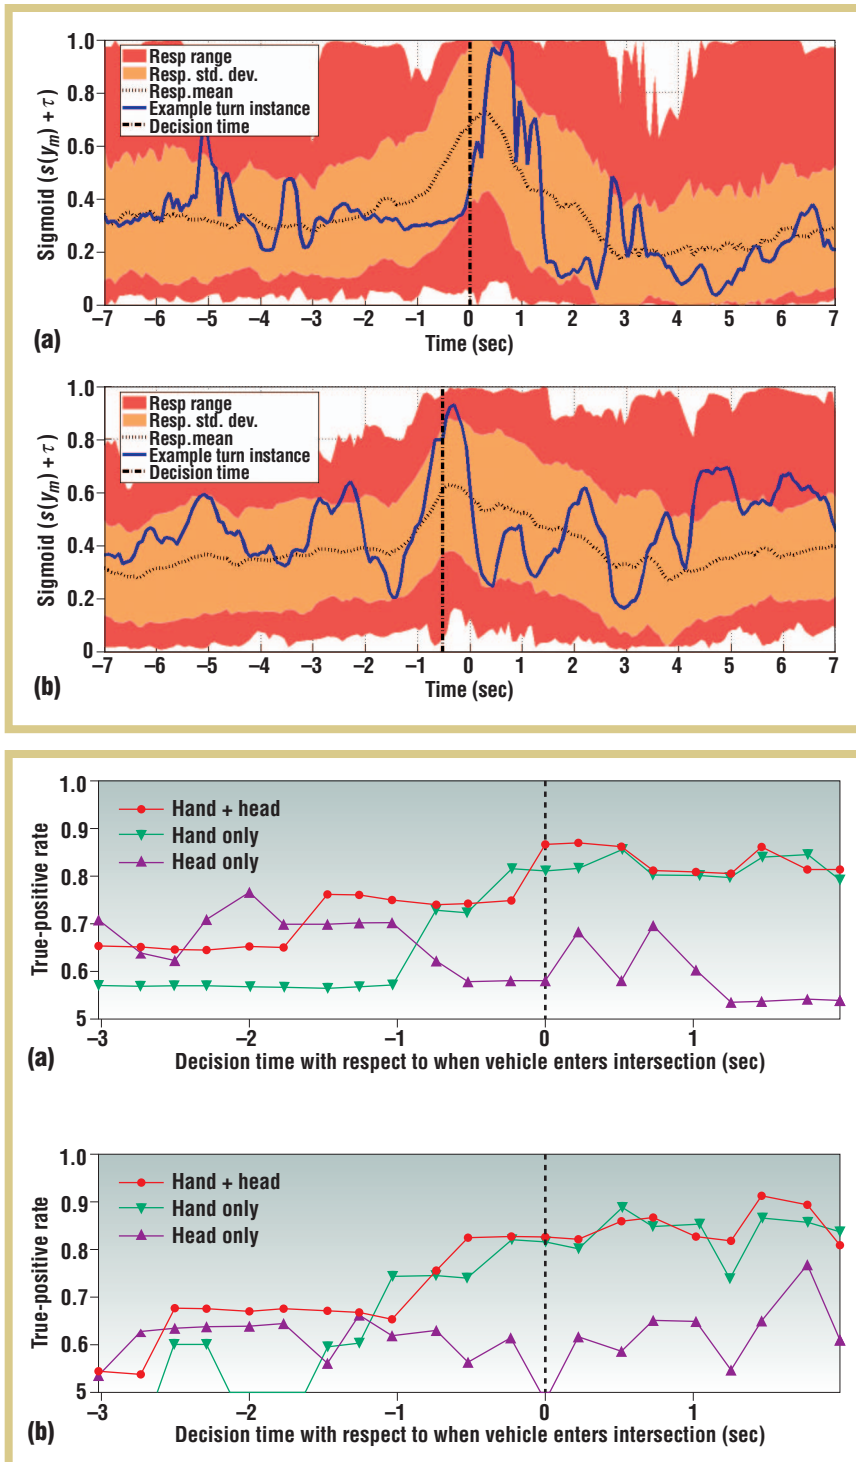 1.0
0.8
0.6
0.4
0.2
0
Sigmoid (s(yₘ) + τ)
Resp range
Resp. std. dev.
Resp.mean
Example turn instance
Decision time
–7 –6 –5 –4 –3 –2 –1 0 1 2 3 4 5 6 7
Time (sec)
(a)
1.0
0.8
0.6
0.4
0.2
0
Sigmoid (s(yₘ) + τ)
Resp range
Resp. std. dev.
Resp.mean
Example turn instance
Decision time
–7 –6 –5 –4 –3 –2 –1 0 1 2 3 4 5 6 7
Time (sec)
(b)
1.0
0.9
0.8
0.7
0.6
5
True-positive rate
Hand + head
Hand only
Head only
–3 –2 –1 0 1
Decision time with respect to when vehicle enters intersection (sec)
(a)
1.0
0.9
0.8
0.7
0.6
5
True-positive rate
Hand + head
Hand only
Head only
–3 –2 –1 0 1
Decision time with respect to when vehicle enters intersection (sec)
(b)